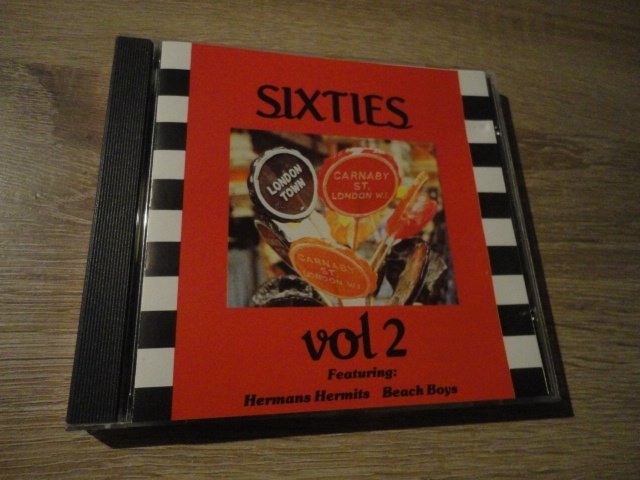 SIXTIES
LONDON
TOWN
CARNABY
ST.
LONDON W.1.
CARNABY
ST.
LONDON W.1.
vol 2
Featuring:
Hermans Hermits Beach Boys